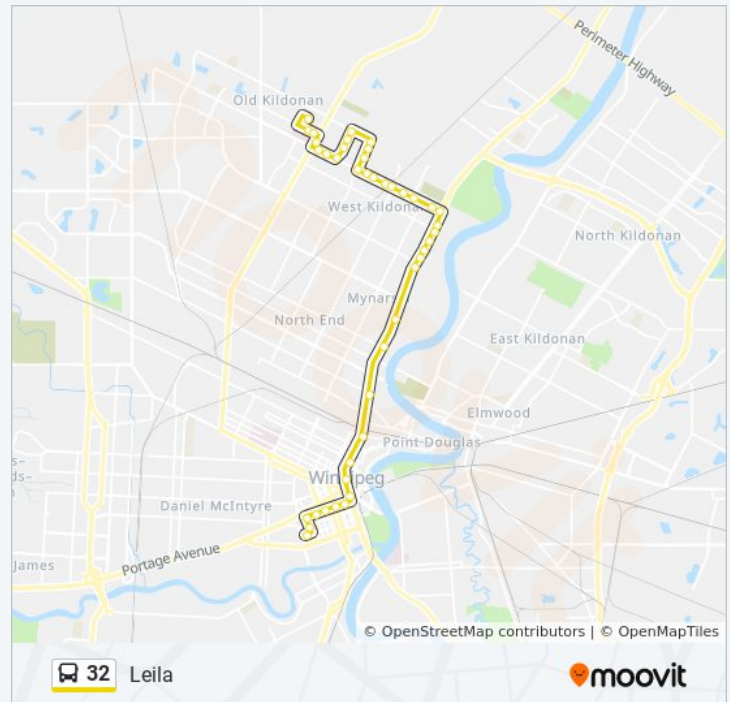 Perimeter Highway
Old Kildonan
West Kildonan
North Kildonan
Mynar
North End
East Kildonan
Elmwood
Point Douglas
Winnipeg
Daniel McIntyre
Portage Avenue
James
© OpenStreetMap contributors | © OpenMapTiles
32 Leila
moovit